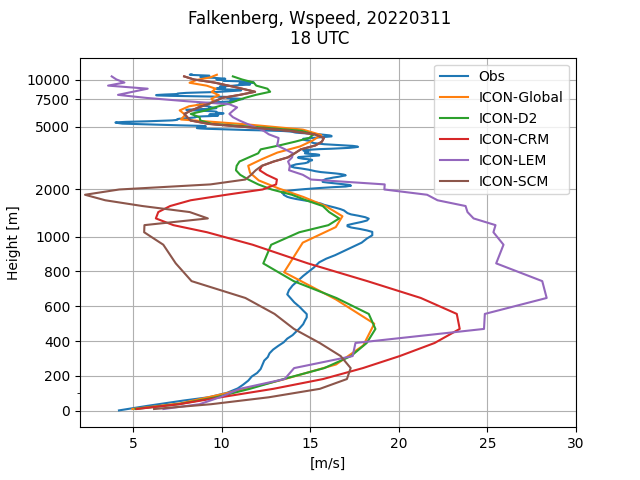 Falkenberg, Wspeed, 20220311
18 UTC
Height [m]
10000
7500
5000
2000
1000
800
600
400
200
0
Obs
ICON-Global
ICON-D2
ICON-CRM
ICON-LEM
ICON-SCM
5 10 15 20 25 30
[m/s]